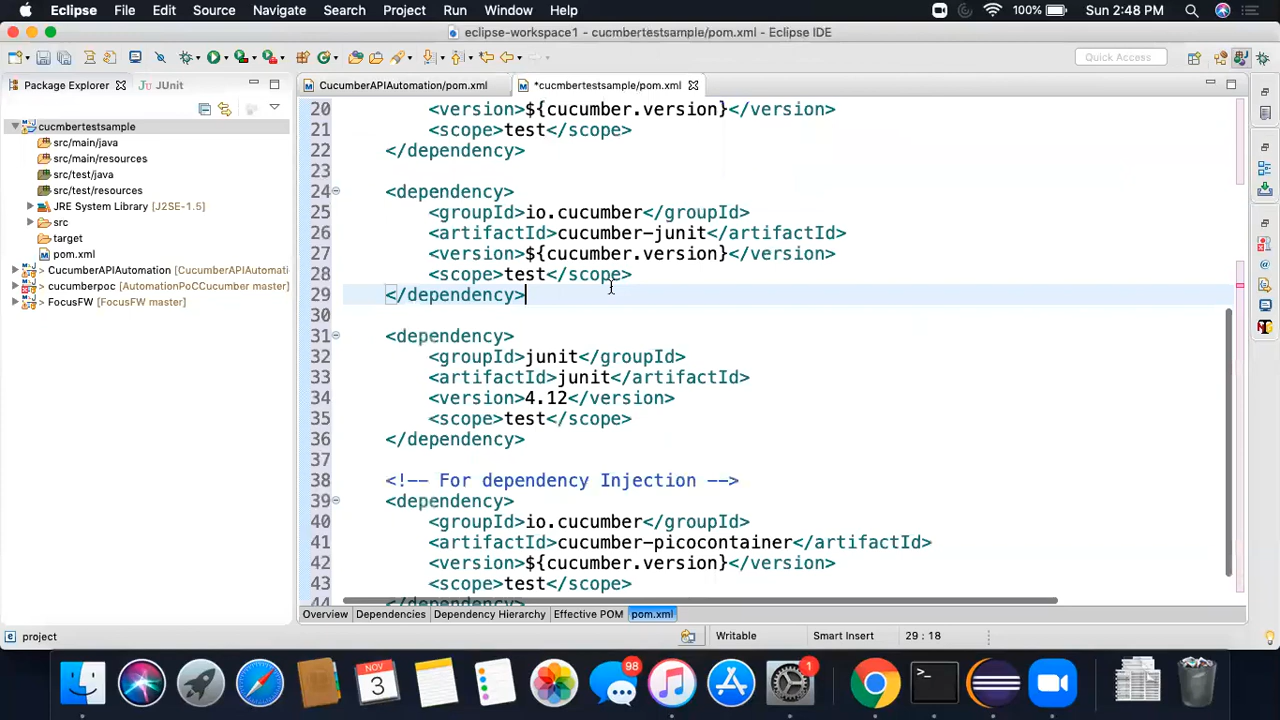 Eclipse File Edit Source Navigate Search Project Run Window Help 100% Sun 2:48 PM
eclipse-workspace1 - cucmbertestsample/pom.xml - Eclipse IDE
Quick Access
Package Explorer JUnit
CucumberAPIAutomation/pom.xml *cucmbertestsample/pom.xml
cucmbertestsample
src/main/java
src/main/resources
src/test/java
src/test/resources
JRE System Library [J2SE-1.5]
src
target
pom.xml
> CucumberAPIAutomation [CucumberAPIAutomati
> cucumberpoc [AutomationPoCCucumber master]
> FocusFW [FocusFW master]
20 <version>${cucumber.version}</version>
21 <scope>test</scope>
22 </dependency>
23
24 <dependency>
25 <groupId>io.cucumber</groupId>
26 <artifactId>cucumber-junit</artifactId>
27 <version>${cucumber.version}</version>
28 <scope>test</scope>
29 </dependency>
30
31 <dependency>
32 <groupId>junit</groupId>
33 <artifactId>junit</artifactId>
34 <version>4.12</version>
35 <scope>test</scope>
36 </dependency>
37
38 <!-- For dependency Injection -->
39 <dependency>
40 <groupId>io.cucumber</groupId>
41 <artifactId>cucumber-picocontainer</artifactId>
42 <version>${cucumber.version}</version>
43 <scope>test</scope>
44 </dependency>
Overview Dependencies Dependency Hierarchy Effective POM pom.xml
project Writable Smart Insert 29 : 18
NOV
3
98
1